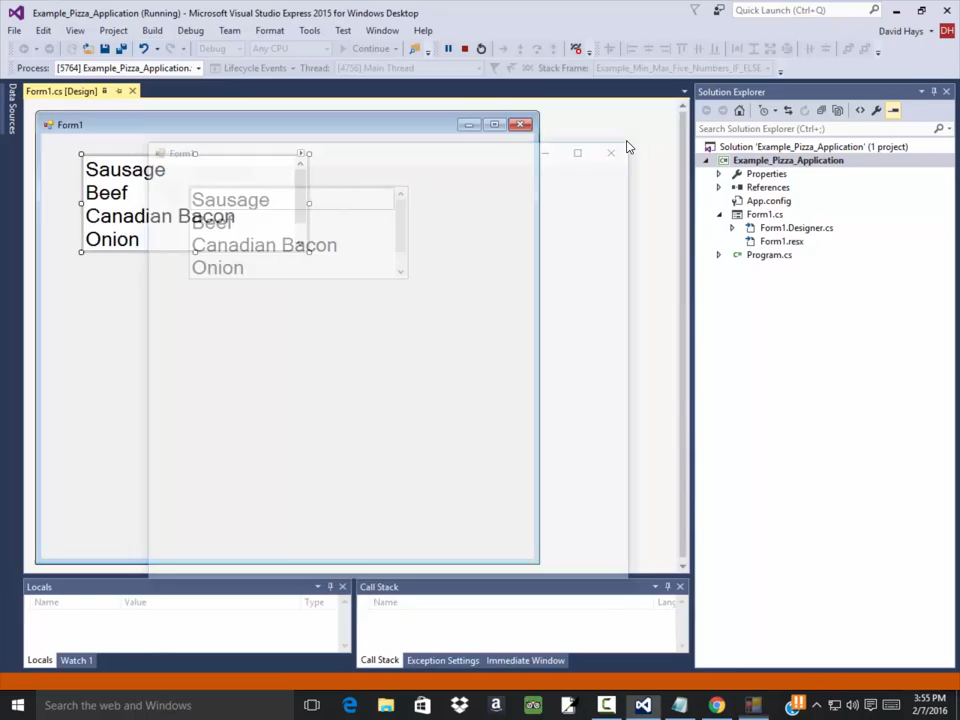 Example_Pizza_Application (Running) - Microsoft Visual Studio Express 2015 for Windows Desktop
Quick Launch (Ctrl+Q)
File Edit View Project Build Debug Team Format Tools Test Window Help
David Hays DH
Debug Any CPU Continue
Process: [5764] Example_Pizza_Application. Lifecycle Events Thread: [4756] Main Thread Stack Frame: Example_Min_Max_Five_Numbers_IF_ELSE
Data Sources
Form1.cs [Design]
Form1
Sausage
Beef
Canadian Bacon
Onion
Sausage
Beef
Canadian Bacon
Onion
Solution Explorer
Search Solution Explorer (Ctrl+;)
Solution 'Example_Pizza_Application' (1 project)
Example_Pizza_Application
Properties
References
App.config
Form1.cs
Form1.Designer.cs
Form1.resx
Program.cs
Locals
Name Value Type
Locals Watch 1
Call Stack
Name Lang
Call Stack Exception Settings Immediate Window
Search the web and Windows
3:55 PM
2/7/2016